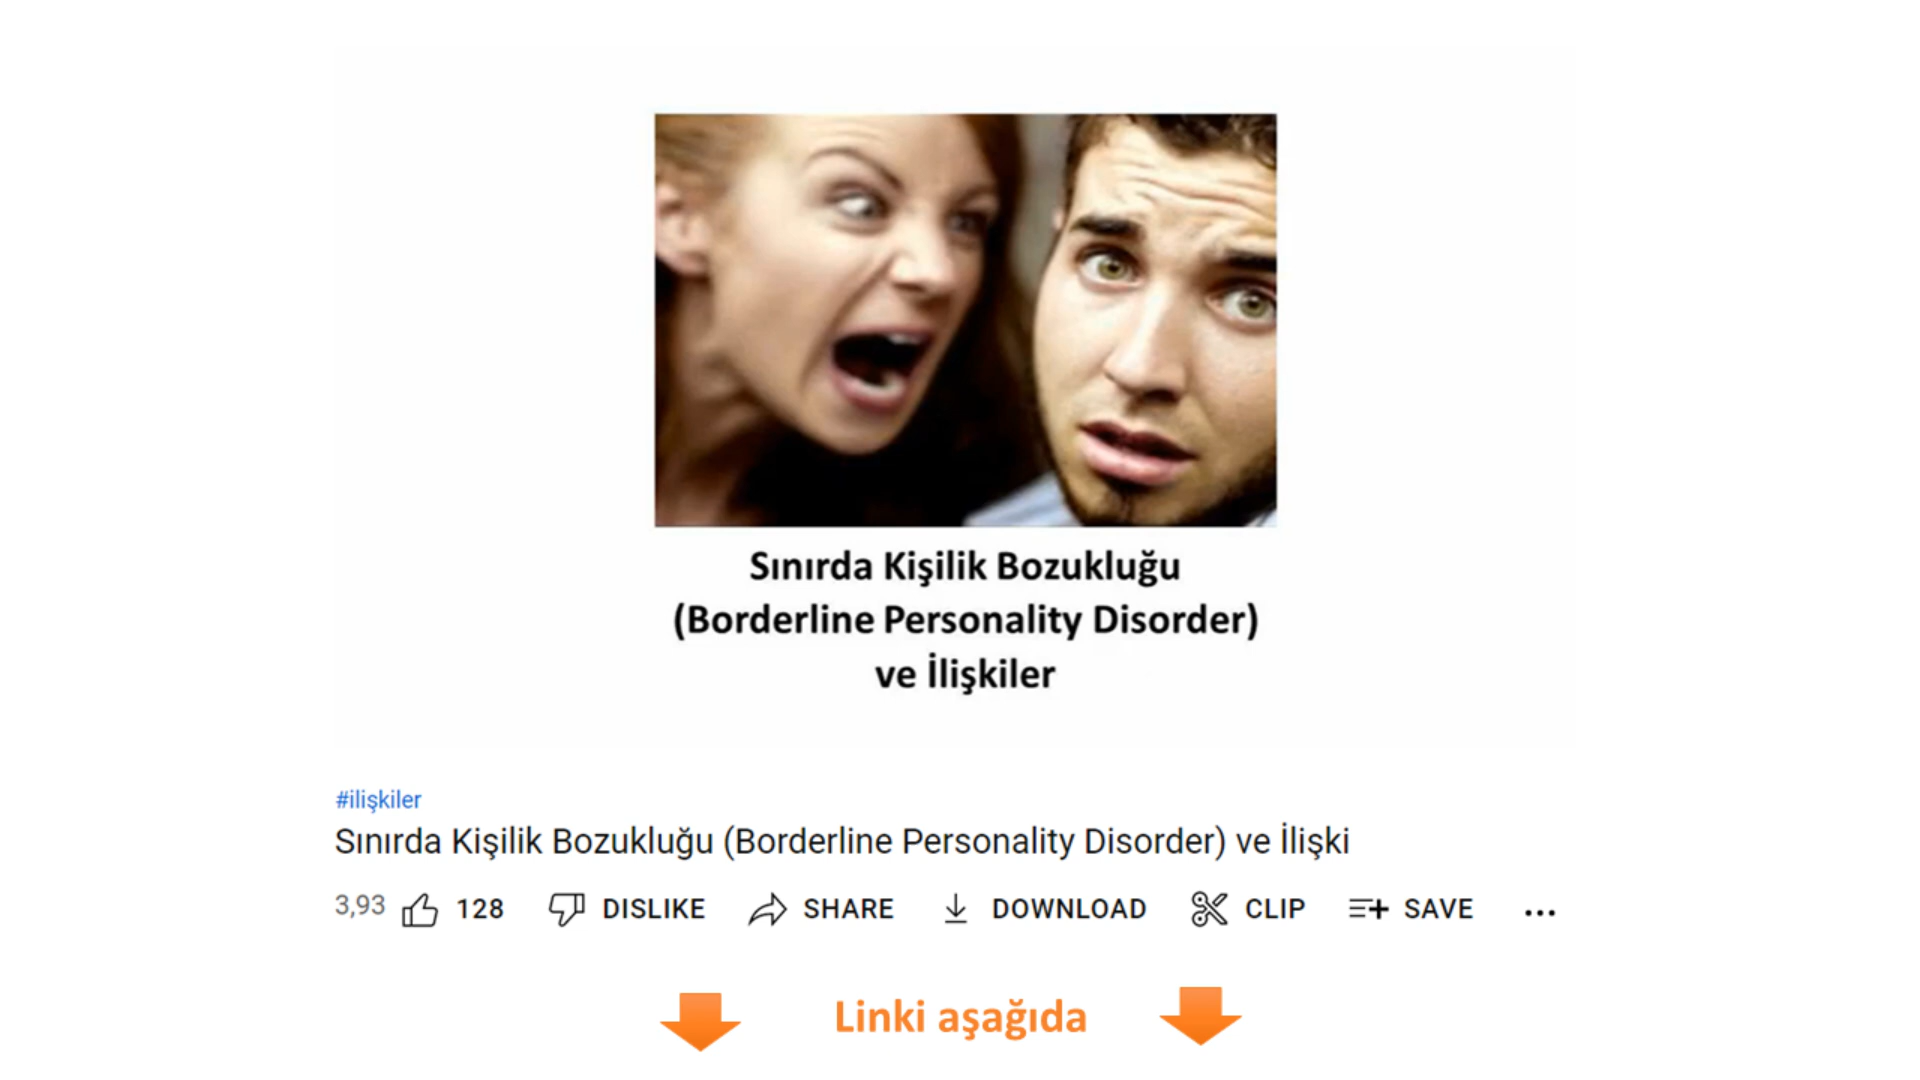 Sınırda Kişilik Bozukluğu
(Borderline Personality Disorder)
ve İlişkiler
#ilişkiler
Sınırda Kişilik Bozukluğu (Borderline Personality Disorder) ve İlişki
3,93 128 DISLIKE SHARE DOWNLOAD CLIP SAVE ...
Linki aşağıda